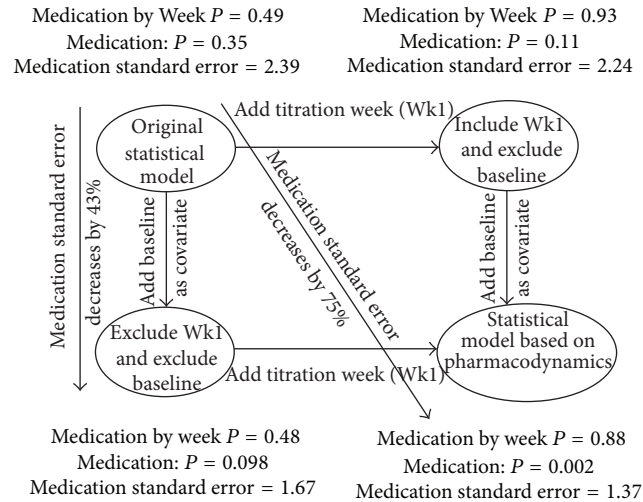 Medication by Week P = 0.49
Medication: P = 0.35
Medication standard error = 2.39
Medication by Week P = 0.93
Medication: P = 0.11
Medication standard error = 2.24
Original
statistical
model
Add titration week (Wk1)
Include Wk1
and exclude
baseline
Medication standard error
decreases by 43%
Add baseline
as covariate
Medication standard error
decreases by 75%
Add baseline
as covariate
Exclude Wk1
and exclude
baseline
Add titration week (Wk1)
Statistical
model based on
pharmacodynamics
Medication by week P = 0.48
Medication: P = 0.098
Medication standard error = 1.67
Medication by week P = 0.88
Medication: P = 0.002
Medication standard error = 1.37